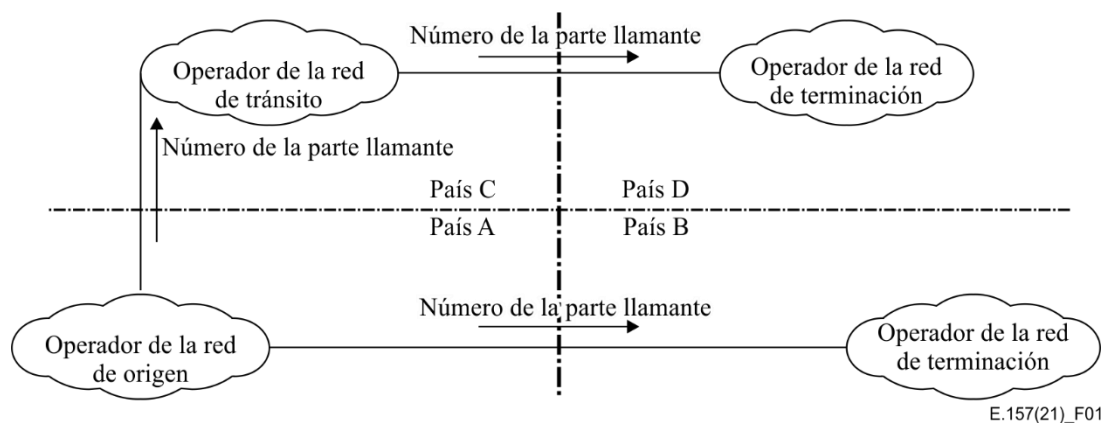 Número de la parte llamante
Operador de la red
de tránsito
Operador de la red
de terminación
Número de la parte llamante
País C
País D
País A
País B
Número de la parte llamante
Operador de la red
de origen
Operador de la red
de terminación
E.157(21)_F01